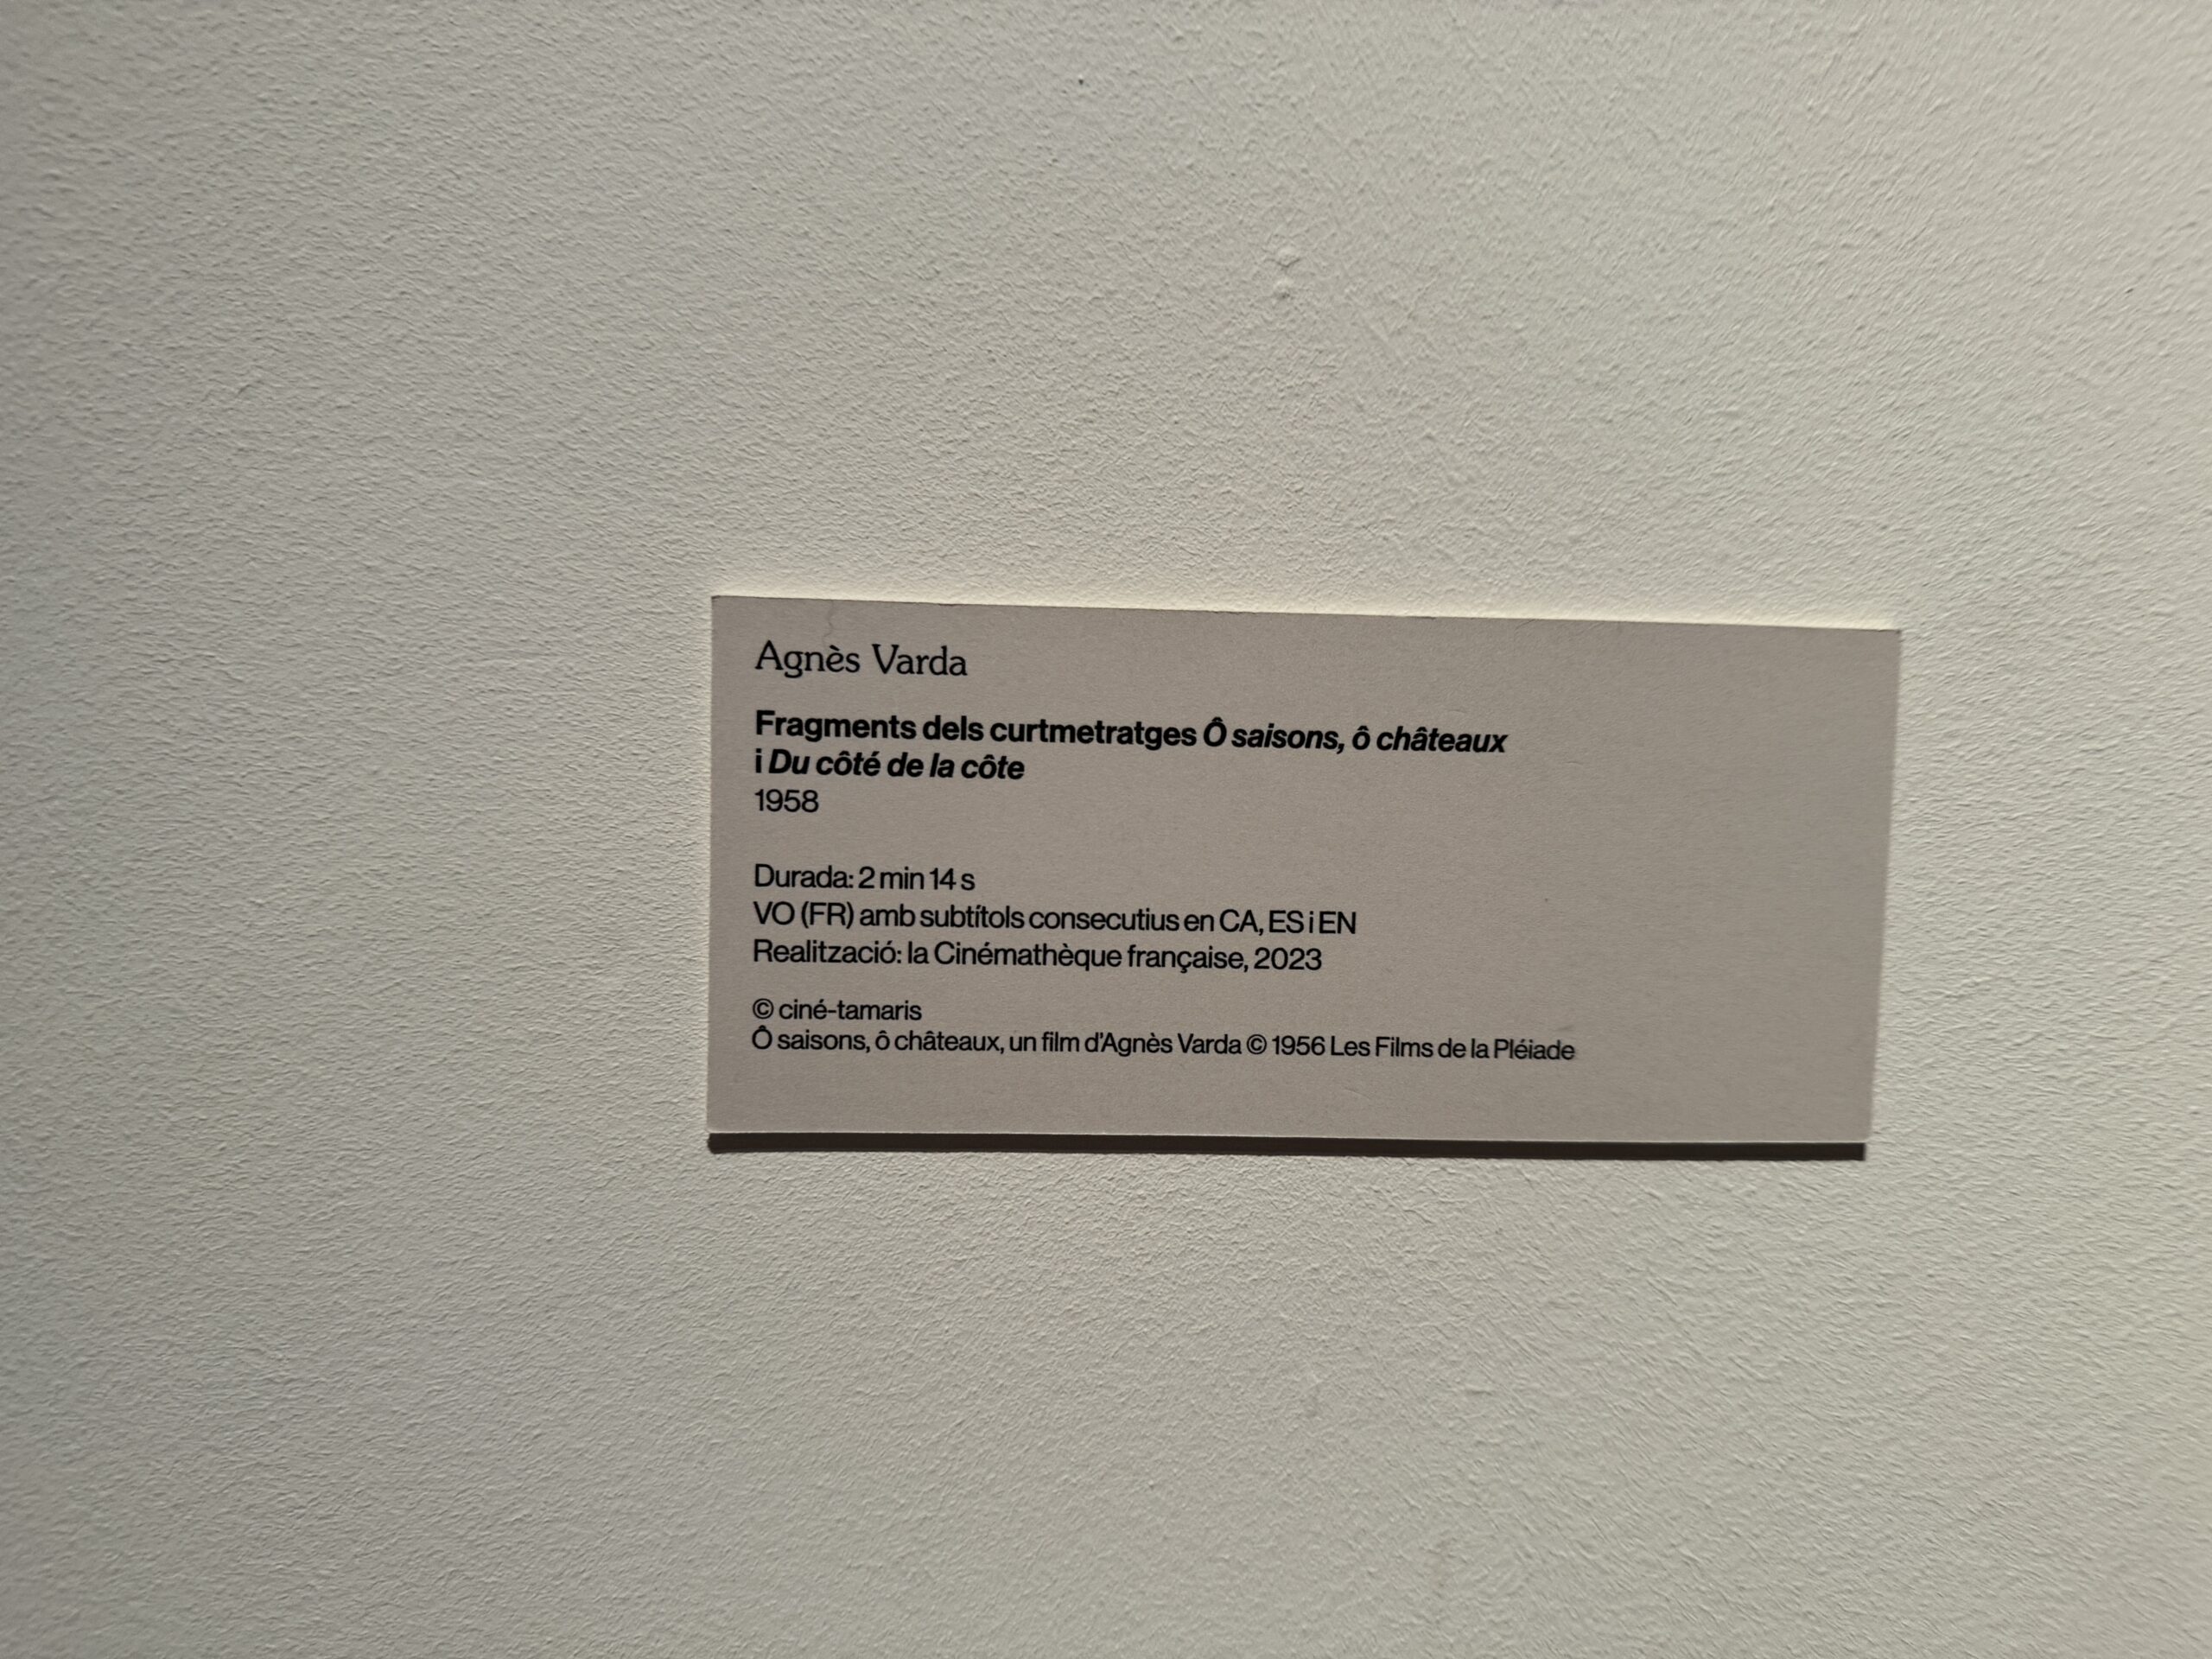 Agnès Varda
Fragments dels curtmetratges Ô saisons, ô châteaux
i Du côté de la côte
1958
Durada: 2 min 14 s
VO (FR) amb subtítols consecutius en CA, ES i EN
Realització: la Cinémathèque française, 2023
© ciné-tamaris
Ô saisons, ô châteaux, un film d'Agnès Varda © 1956 Les Films de la Pléiade